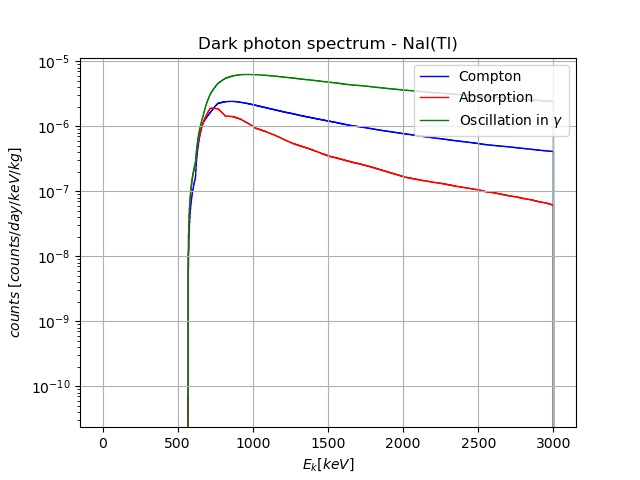 Dark photon spectrum - NaI(Tl)
Compton
Absorption
Oscillation in γ
10⁻⁵
10⁻⁶
10⁻⁷
10⁻⁸
10⁻⁹
10⁻¹⁰
counts [counts/day/keV/kg]
0 500 1000 1500 2000 2500 3000
Eₖ[keV]